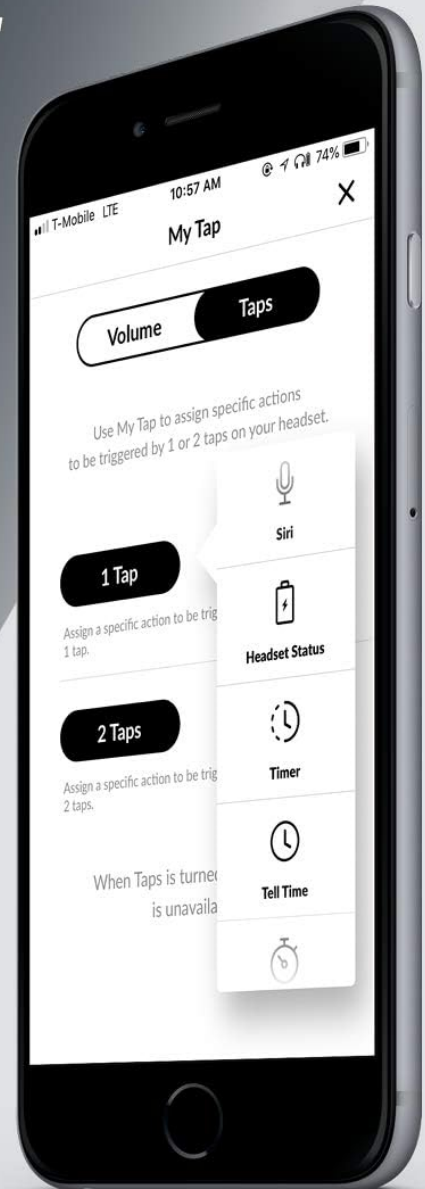 T-Mobile LTE
10:57 AM
74%
My Tap
Volume
Taps
Use My Tap to assign specific actions
to be triggered by 1 or 2 taps on your headset.
1 Tap
Assign a specific action to be trig
1 tap.
2 Taps
Assign a specific action to be trig
2 taps.
When Taps is turned
is unavaila
Siri
Headset Status
Timer
Tell Time